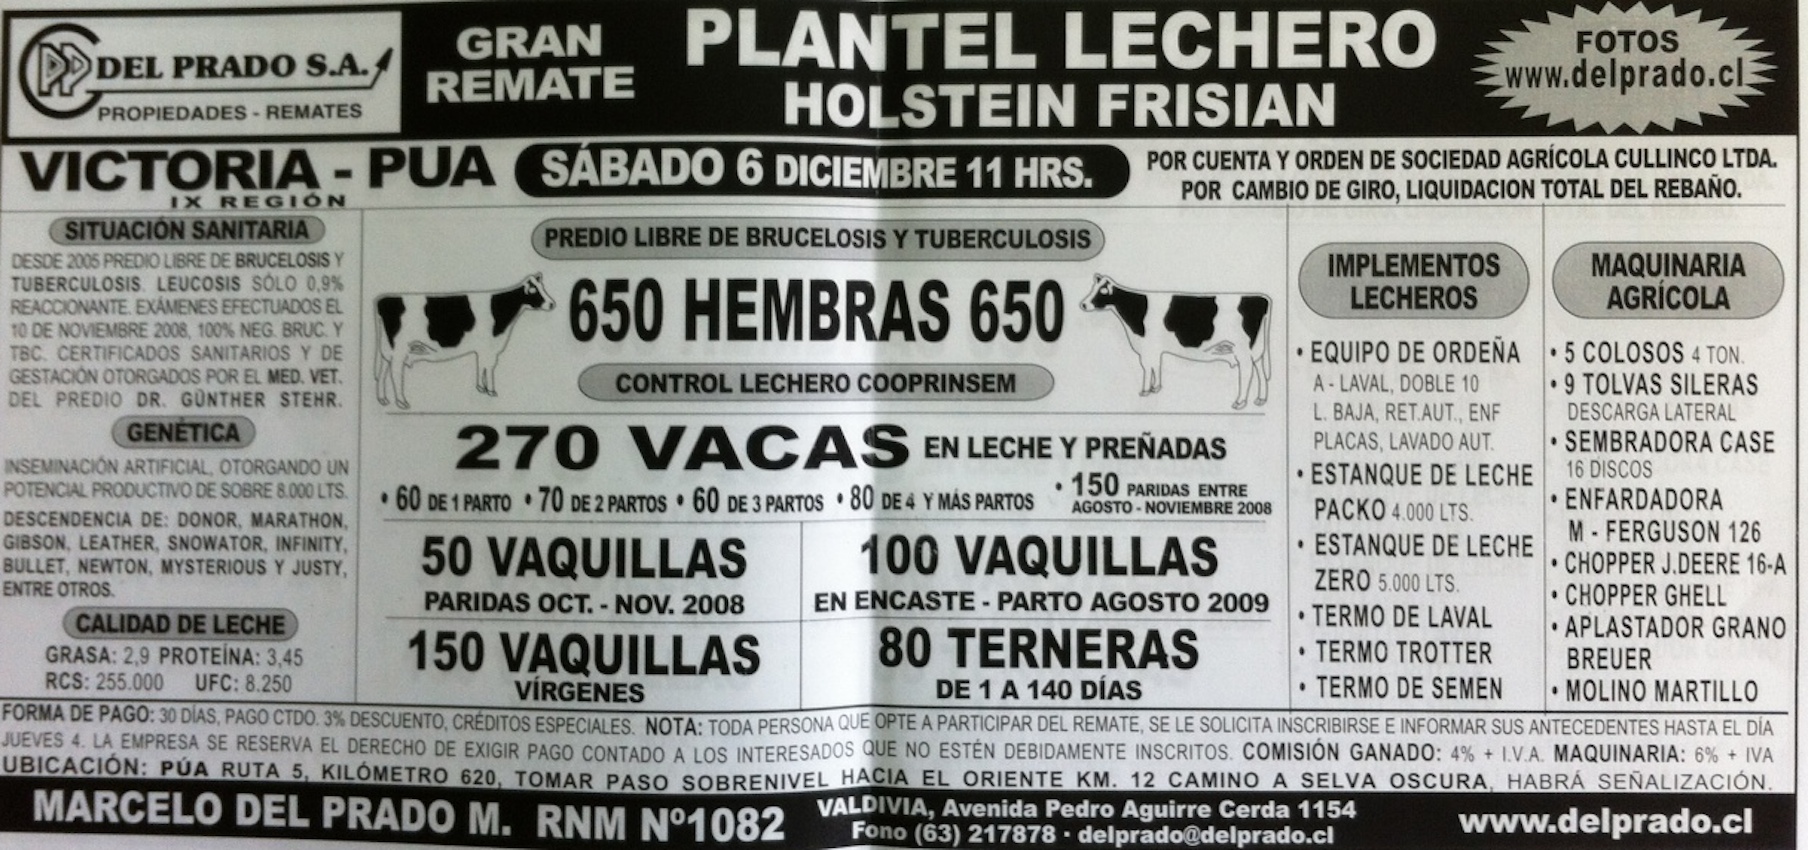 DEL PRADO S.A.
PROPIEDADES - REMATES
GRAN
REMATE
PLANTEL LECHERO
HOLSTEIN FRISIAN
FOTOS
www.delprado.cl
VICTORIA - PUA
IX REGIÓN
SÁBADO 6 DICIEMBRE 11 HRS.
POR CUENTA Y ORDEN DE SOCIEDAD AGRÍCOLA CULLINCO LTDA.
POR CAMBIO DE GIRO, LIQUIDACION TOTAL DEL REBAÑO.
SITUACIÓN SANITARIA
DESDE 2005 PREDIO LIBRE DE BRUCELOSIS Y
TUBERCULOSIS. LEUCOSIS SÓLO 0,9%
REACCIONANTE. EXÁMENES EFECTUADOS EL
10 DE NOVIEMBRE 2008, 100% NEG. BRUC. Y
TBC. CERTIFICADOS SANITARIOS Y DE
GESTACIÓN OTORGADOS POR EL MED. VET.
DEL PREDIO DR. GÜNTHER STEHR.
GENÉTICA
INSEMINACIÓN ARTIFICIAL, OTORGANDO UN
POTENCIAL PRODUCTIVO DE SOBRE 8.000 LTS.
DESCENDENCIA DE: DONOR, MARATHON,
GIBSON, LEATHER, SNOWATOR, INFINITY,
BULLET, NEWTON, MYSTERIOUS Y JUSTY,
ENTRE OTROS.
CALIDAD DE LECHE
GRASA: 2,9 PROTEÍNA: 3,45
RCS: 255.000 UFC: 8.250
PREDIO LIBRE DE BRUCELOSIS Y TUBERCULOSIS
650 HEMBRAS 650
CONTROL LECHERO COOPRINSEM
270 VACAS EN LECHE Y PREÑADAS
• 60 DE 1 PARTO • 70 DE 2 PARTOS • 60 DE 3 PARTOS • 80 DE 4 Y MÁS PARTOS
• 150 PARIDAS ENTRE
AGOSTO - NOVIEMBRE 2008
50 VAQUILLAS
PARIDAS OCT. - NOV. 2008
100 VAQUILLAS
EN ENCASTE - PARTO AGOSTO 2009
150 VAQUILLAS
VÍRGENES
80 TERNERAS
DE 1 A 140 DÍAS
IMPLEMENTOS
LECHEROS
• EQUIPO DE ORDEÑA
A - LAVAL, DOBLE 10
L. BAJA, RET.AUT., ENF
PLACAS, LAVADO AUT.
• ESTANQUE DE LECHE
PACKO 4.000 LTS.
• ESTANQUE DE LECHE
ZERO 5.000 LTS.
• TERMO DE LAVAL
• TERMO TROTTER
• TERMO DE SEMEN
MAQUINARIA
AGRÍCOLA
• 5 COLOSOS 4 TON.
• 9 TOLVAS SILERAS
DESCARGA LATERAL
• SEMBRADORA CASE
16 DISCOS
• ENFARDADORA
M - FERGUSON 126
• CHOPPER J.DEERE 16-A
• CHOPPER GHELL
• APLASTADOR GRANO
BREUER
• MOLINO MARTILLO
FORMA DE PAGO: 30 DÍAS, PAGO CTDO. 3% DESCUENTO, CRÉDITOS ESPECIALES. NOTA: TODA PERSONA QUE OPTE A PARTICIPAR DEL REMATE, SE LE SOLICITA INSCRIBIRSE E INFORMAR SUS ANTECEDENTES HASTA EL DÍA
JUEVES 4. LA EMPRESA SE RESERVA EL DERECHO DE EXIGIR PAGO CONTADO A LOS INTERESADOS QUE NO ESTÉN DEBIDAMENTE INSCRITOS. COMISIÓN GANADO: 4% + I.V.A. MAQUINARIA: 6% + IVA
UBICACIÓN: PÚA RUTA 5, KILÓMETRO 620, TOMAR PASO SOBRENIVEL HACIA EL ORIENTE KM. 12 CAMINO A SELVA OSCURA, HABRÁ SEÑALIZACIÓN.
MARCELO DEL PRADO M. RNM Nº1082
VALDIVIA, Avenida Pedro Aguirre Cerda 1154
Fono (63) 217878 · delprado@delprado.cl
www.delprado.cl